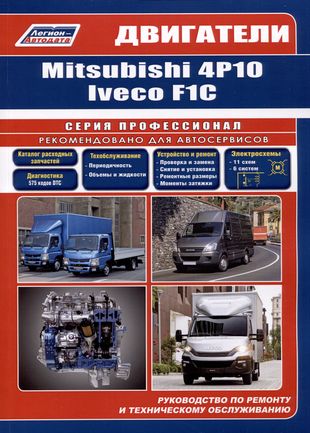 Легион-
Автодата
ДВИГАТЕЛИ
Mitsubishi 4P10
Iveco F1C
СЕРИЯ ПРОФЕССИОНАЛ
РЕКОМЕНДОВАНО ДЛЯ АВТОСЕРВИСОВ
Каталог расходных
запчастей
Диагностика
575 кодов DTC
Техобслуживание
- Периодичность
- Объемы и жидкости
Устройство и ремонт
- Проверка и замена
- Снятие и установка
- Ремонтные размеры
- Моменты затяжки
Электросхемы
- 11 схем
- 6 систем
M
РУКОВОДСТВО ПО РЕМОНТУ
И ТЕХНИЧЕСКОМУ ОБСЛУЖИВАНИЮ